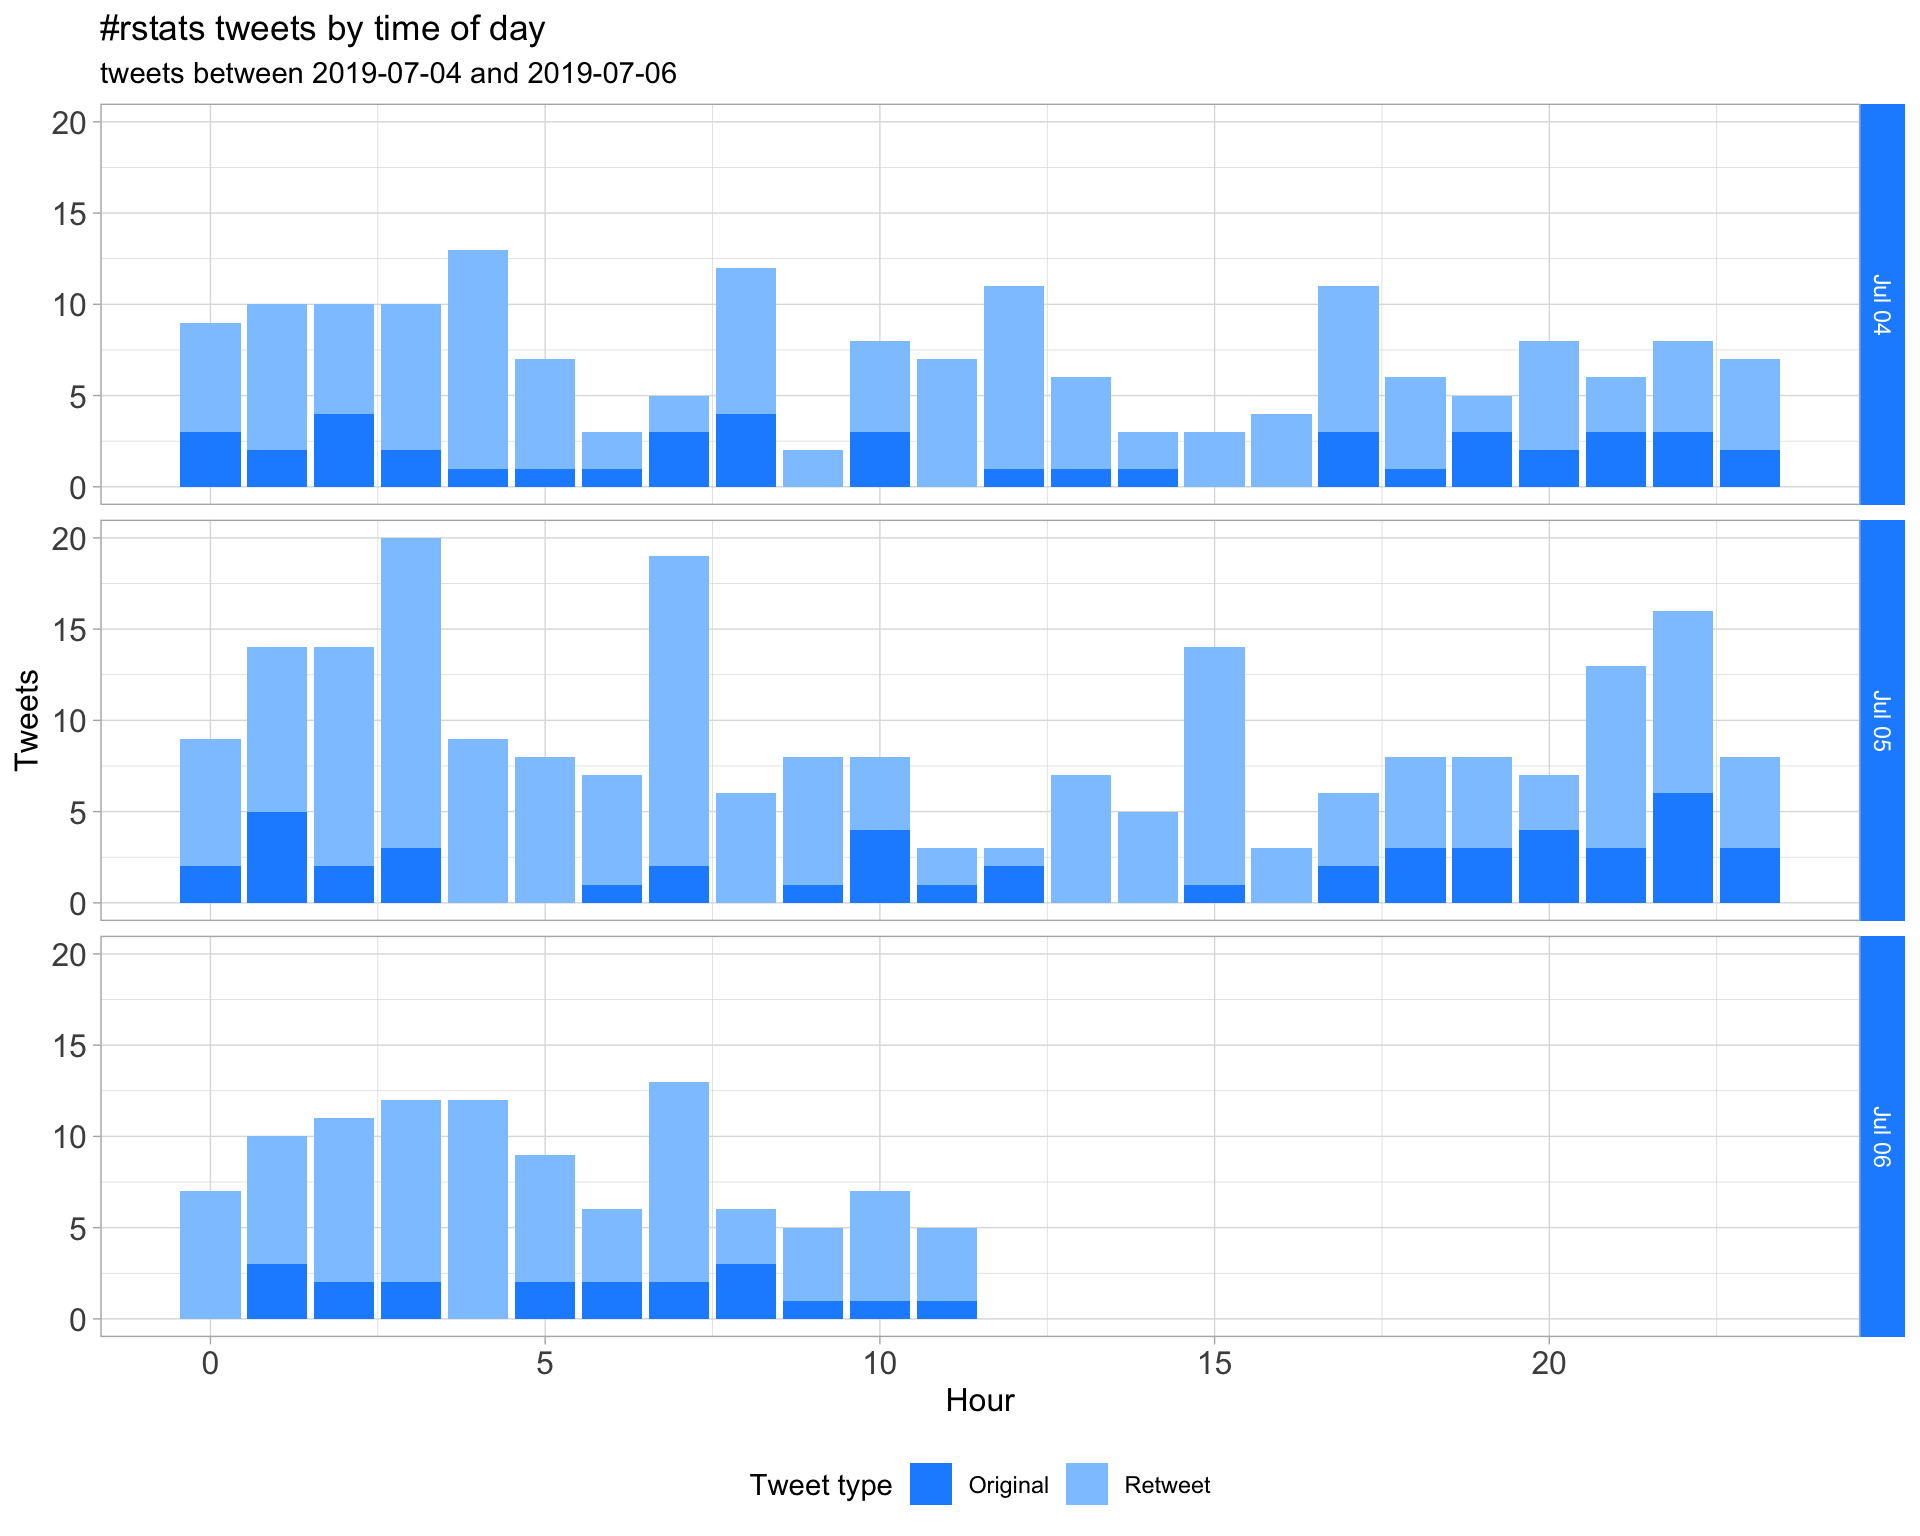 #rstats tweets by time of day
tweets between 2019-07-04 and 2019-07-06
20
15
10
5
0
Jul 04
Tweets
20
15
10
5
0
Jul 05
20
15
10
5
0
Jul 06
0 5 10 15 20
Hour
Tweet type Original Retweet